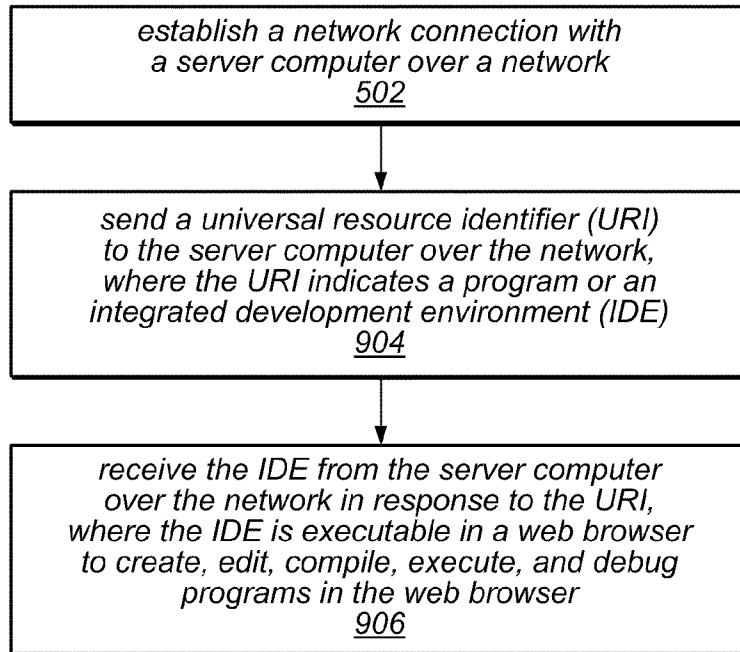 establish a network connection with
a server computer over a network
502
send a universal resource identifier (URI)
to the server computer over the network,
where the URI indicates a program or an
integrated development environment (IDE)
904
receive the IDE from the server computer
over the network in response to the URI,
where the IDE is executable in a web browser
to create, edit, compile, execute, and debug
programs in the web browser
906